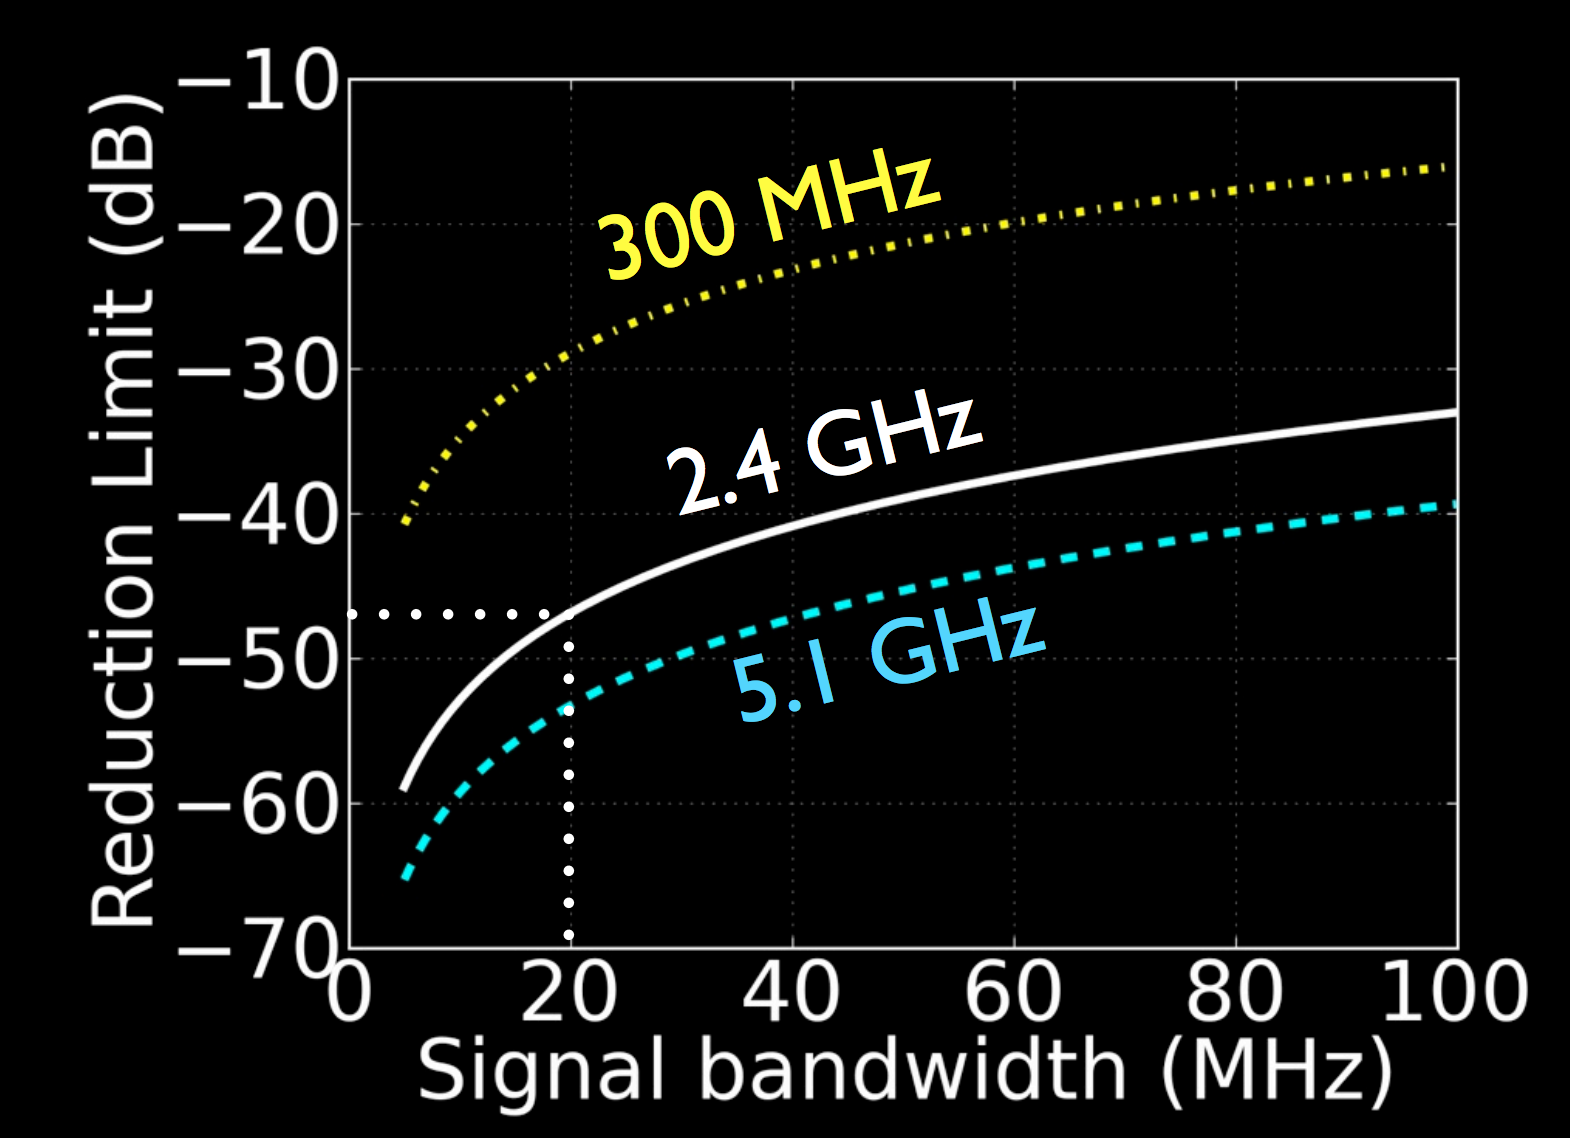 Reduction Limit (dB)
−10
−20
−30
−40
−50
−60
−70
300 MHz
2.4 GHz
5.1 GHz
0 20 40 60 80 100
Signal bandwidth (MHz)